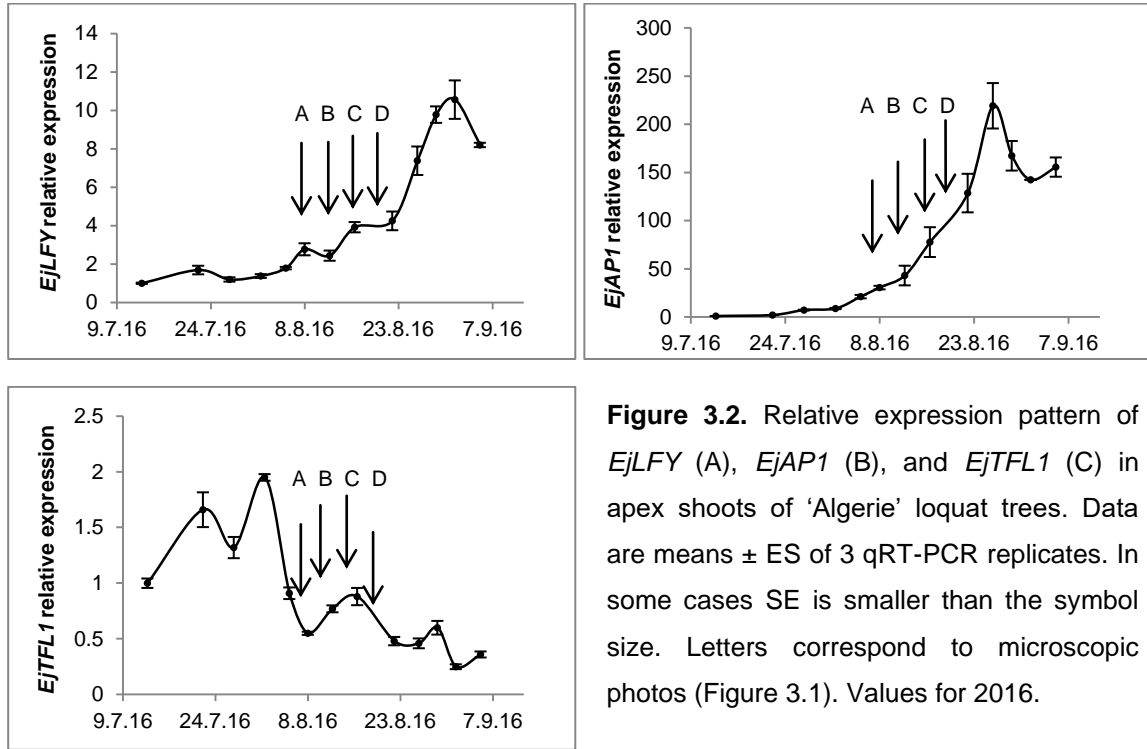 14
12
10
8
6
4
2
0
EjLFY relative expression
A B C D
9.7.16 24.7.16 8.8.16 23.8.16 7.9.16
300
250
200
150
100
50
0
EjAP1 relative expression
A B C D
9.7.16 24.7.16 8.8.16 23.8.16 7.9.16
2.5
2
1.5
1
0.5
0
EjTFL1 relative expression
A B C D
9.7.16 24.7.16 8.8.16 23.8.16 7.9.16
Figure 3.2. Relative expression pattern of
EjLFY (A), EjAP1 (B), and EjTFL1 (C) in
apex shoots of ‘Algerie’ loquat trees. Data
are means ± ES of 3 qRT-PCR replicates. In
some cases SE is smaller than the symbol
size. Letters correspond to microscopic
photos (Figure 3.1). Values for 2016.